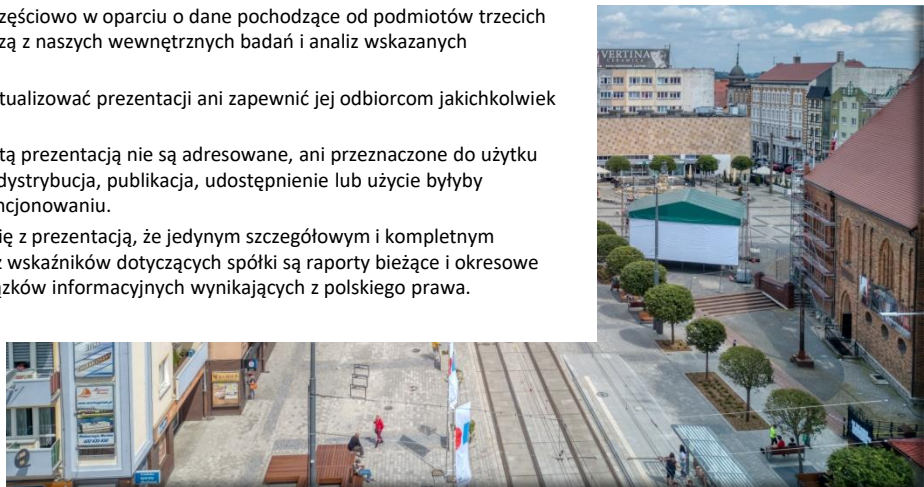 zęściowo w oparciu o dane pochodzące od podmiotów trzecich
zą z naszych wewnętrznych badań i analiz wskazanych
tualizować prezentacji ani zapewnić jej odbiorcom jakichkolwiek
tą prezentacją nie są adresowane, ani przeznaczone do użytku
dystrybucja, publikacja, udostępnienie lub użycie byłyby
ncjonowaniu.
ię z prezentacją, że jedynym szczegółowym i kompletnym
z wskaźników dotyczących spółki są raporty bieżące i okresowe
ązków informacyjnych wynikających z polskiego prawa.
VERTINA
CERAMICA